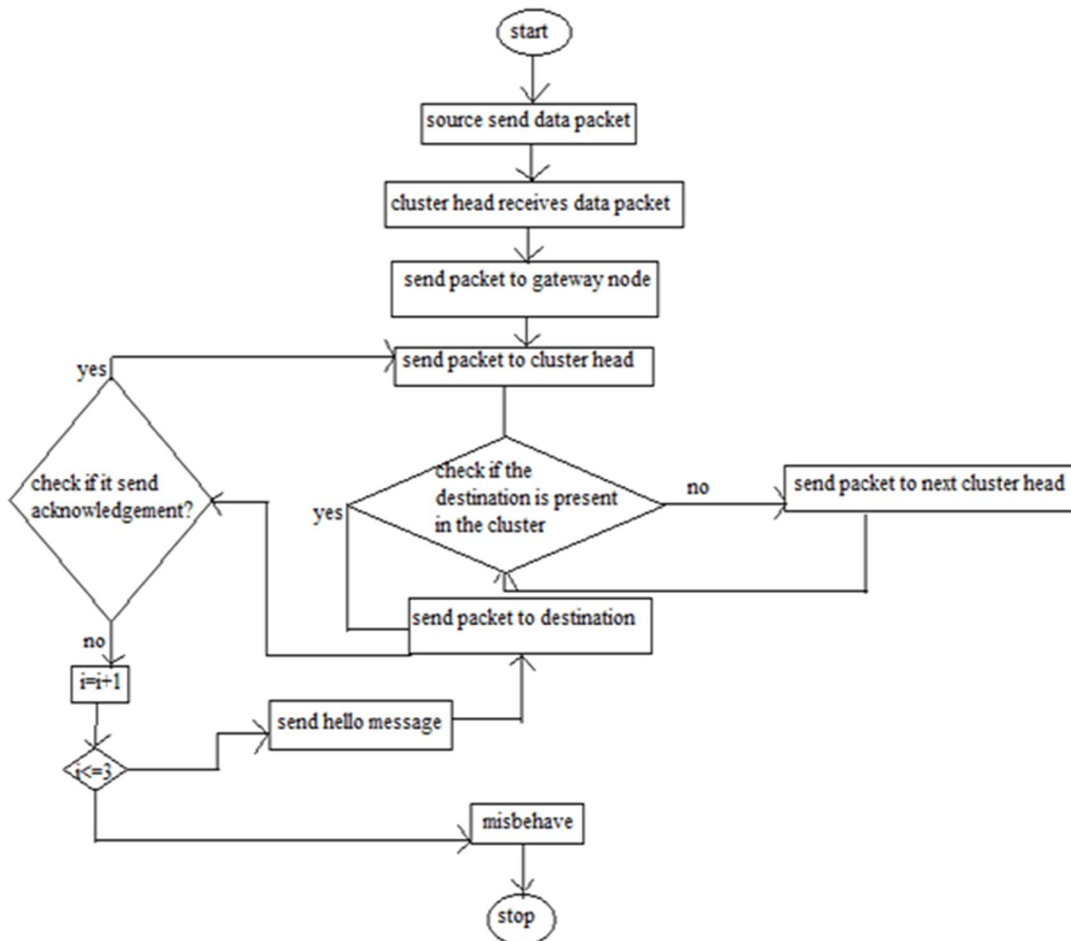 start
source send data packet
cluster head receives data packet
send packet to gateway node
send packet to cluster head
yes
check if it send
acknowledgement?
check if the
destination is present
in the cluster
yes
no
send packet to next cluster head
send packet to destination
no
i=i+1
send hello message
i<=3
misbehave
stop